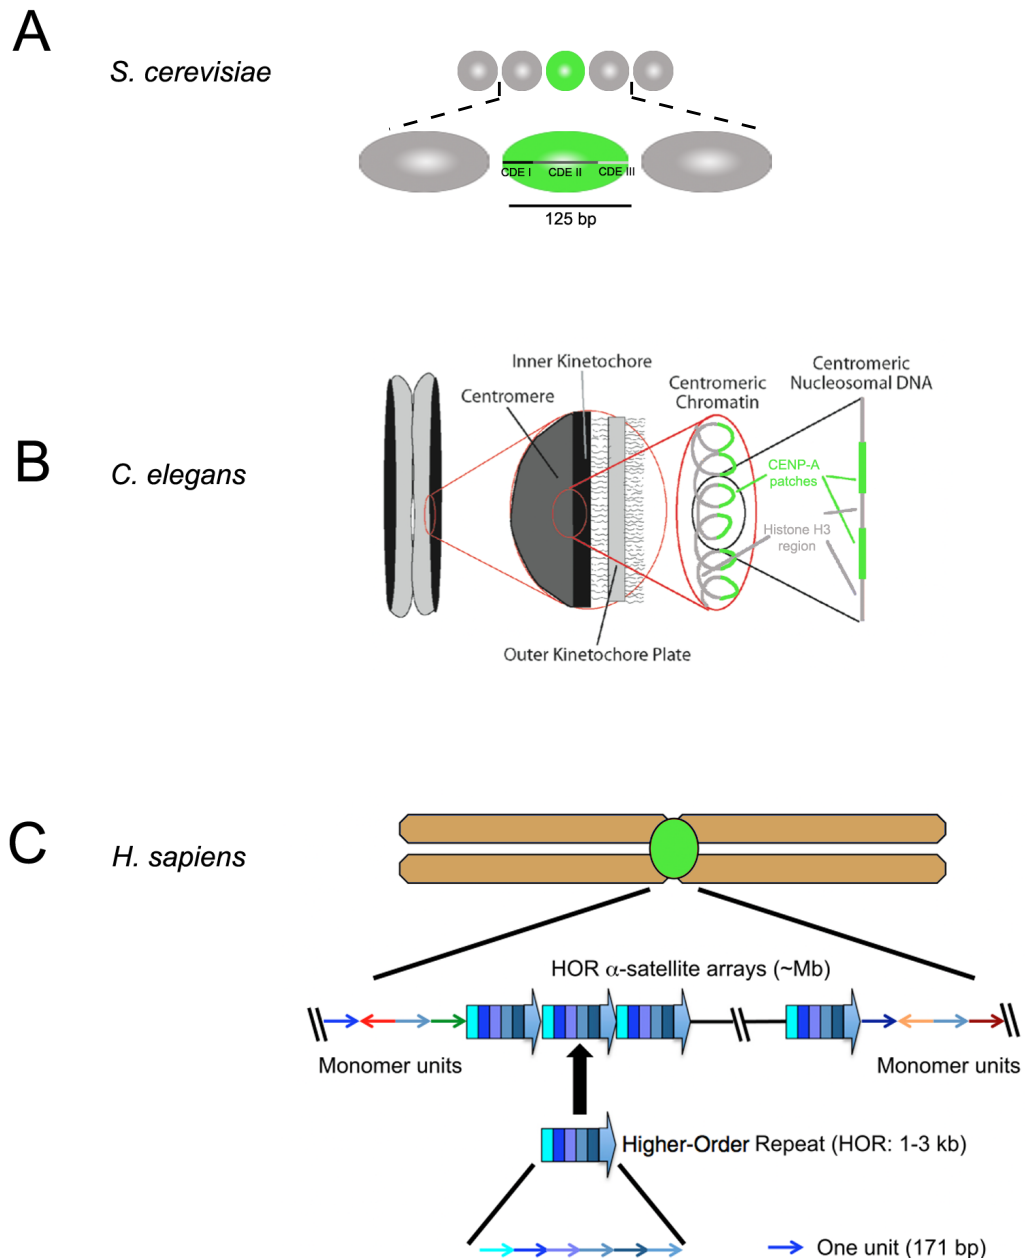 A
S. cerevisiae
CDE I CDE II CDE III
125 bp
B
C. elegans
Inner Kinetochore
Centromere
Centromeric
Chromatin
Centromeric
Nucleosomal DNA
CENP-A
patches
Histone H3
region
Outer Kinetochore Plate
C
H. sapiens
HOR α-satellite arrays (~Mb)
Monomer units
Monomer units
Higher-Order Repeat (HOR: 1-3 kb)
One unit (171 bp)